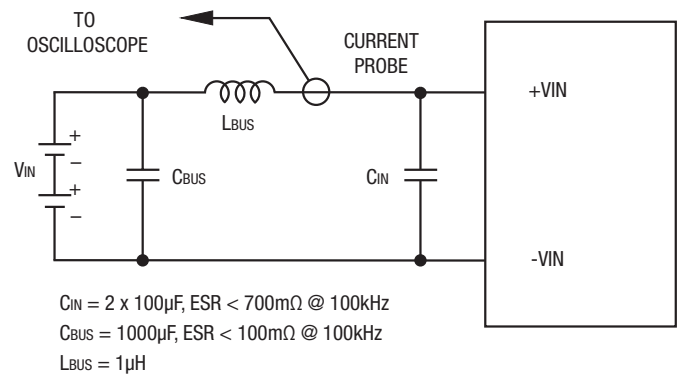 TO
OSCILLOSCOPE
CURRENT
PROBE
+VIN
LBUS
+
VIN
–
+
–
CBUS
CIN
-VIN
CIN = 2 x 100µF, ESR < 700mΩ @ 100kHz
CBUS = 1000µF, ESR < 100mΩ @ 100kHz
LBUS = 1µH